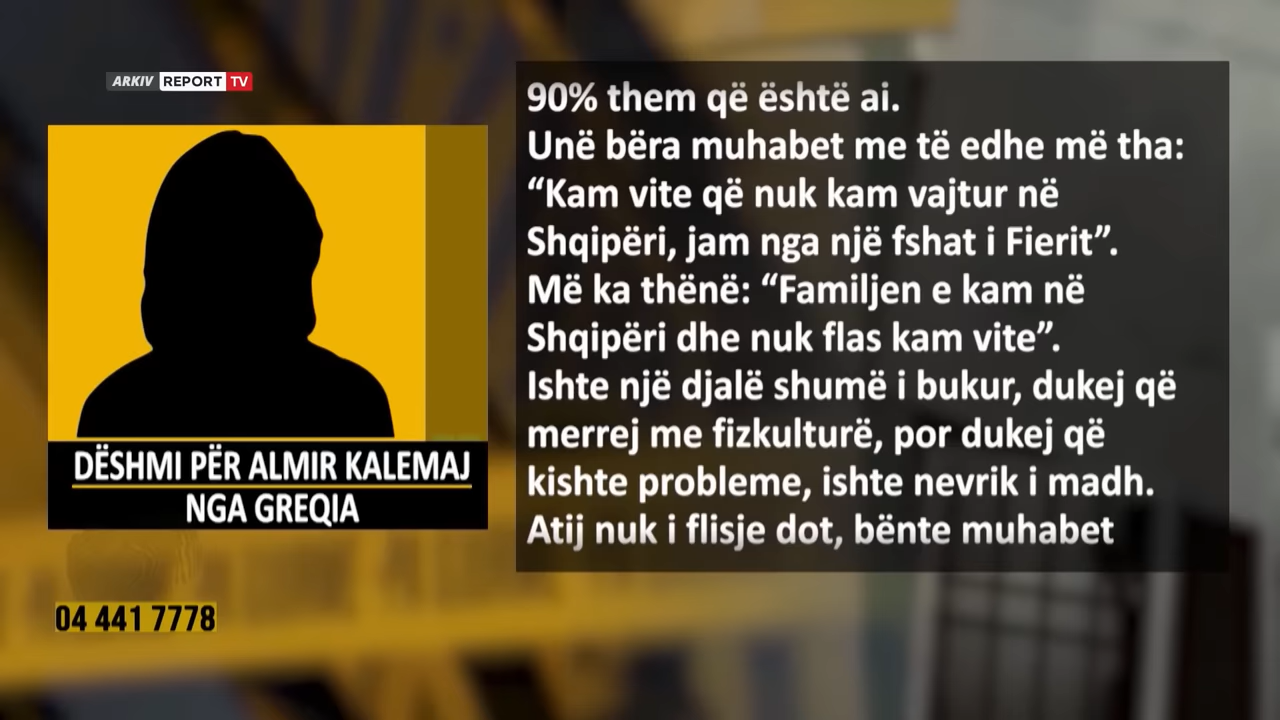 ARKIV REPORT TV
90% them që është ai.
Unë bëra muhabet me të edhe më tha:
“Kam vite që nuk kam vajtur në
Shqipëri, jam nga një fshat i Fierit”.
Më ka thënë: “Familjen e kam në
Shqipëri dhe nuk flas kam vite”.
Ishte një djalë shumë i bukur, dukej që
merrej me fizkulturë, por dukej që
kishte probleme, ishte nevrik i madh.
Atij nuk i flisje dot, bënte muhabet
DËSHMI PËR ALMIR KALEMAJ
NGA GREQIA
04 441 7778